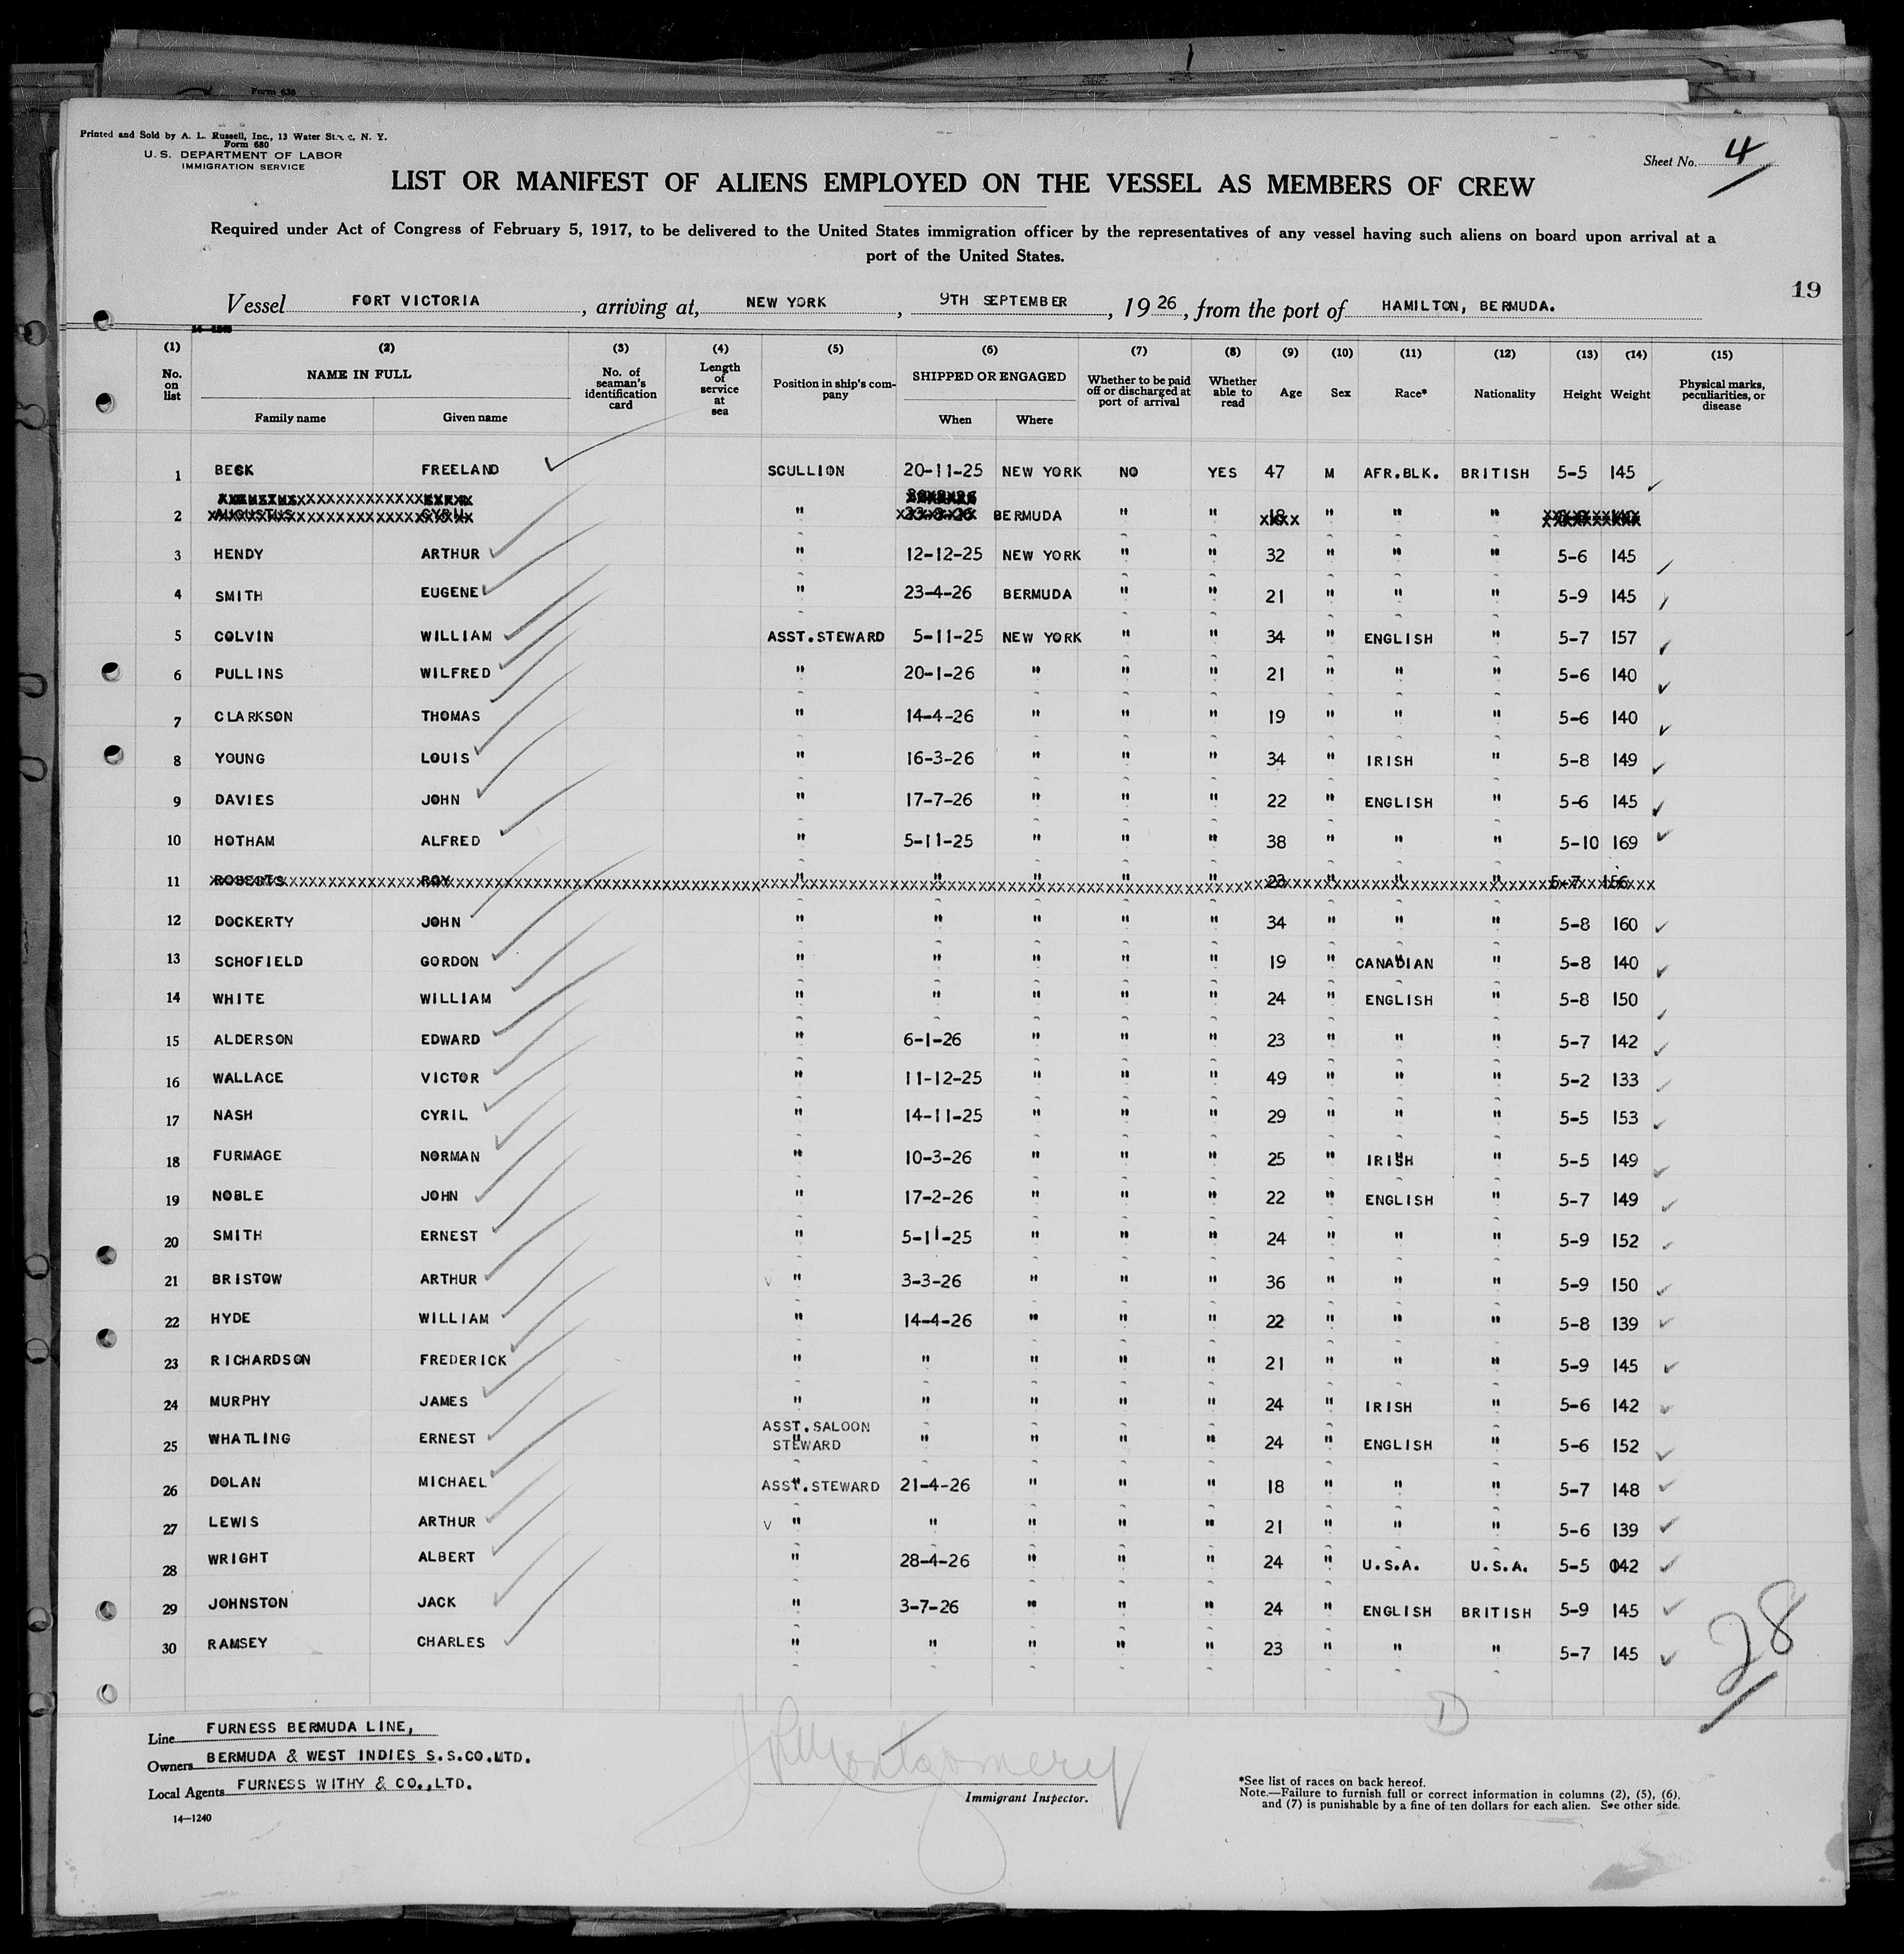 Form 630
Printed and Sold by A. L. Russell, Inc., 13 Water St., N. Y.
Form 680
U. S. DEPARTMENT OF LABOR
IMMIGRATION SERVICE
Sheet No. 4
LIST OR MANIFEST OF ALIENS EMPLOYED ON THE VESSEL AS MEMBERS OF CREW
Required under Act of Congress of February 5, 1917, to be delivered to the United States immigration officer by the representatives of any vessel having such aliens on board upon arrival at a
port of the United States.
19
Vessel FORT VICTORIA, arriving at, NEW YORK, 9TH SEPTEMBER, 19 26, from the port of HAMILTON, BERMUDA.
(1) (2) (3) (4) (5) (6) (7) (8) (9) (10) (11) (12) (13) (14) (15)
No. on list NAME IN FULL Family name Given name No. of seaman's identification card Length of service at sea Position in ship's company SHIPPED OR ENGAGED When Where Whether to be paid off or discharged at port of arrival Whether able to read Age Sex Race* Nationality Height Weight Physical marks, peculiarities, or disease
1 BECK FREELAND SCULLION 20-11-25 NEW YORK NO YES 47 M AFR.BLK. BRITISH 5-5 145
2 AUGUSTUS CYRIL " 23-8-26 BERMUDA " " 18 " " "
3 HENDY ARTHUR " 12-12-25 NEW YORK " " 32 " " " 5-6 145
4 SMITH EUGENE " 23-4-26 BERMUDA " " 21 " " " 5-9 145
5 COLVIN WILLIAM ASST.STEWARD 5-11-25 NEW YORK " " 34 " ENGLISH " 5-7 157
6 PULLINS WILFRED " 20-1-26 " " " 21 " " " 5-6 140
7 CLARKSON THOMAS " 14-4-26 " " " 19 " " " 5-6 140
8 YOUNG LOUIS " 16-3-26 " " " 34 " IRISH " 5-8 149
9 DAVIES JOHN " 17-7-26 " " " 22 " ENGLISH " 5-6 145
10 HOTHAM ALFRED " 5-11-25 " " " 38 " " " 5-10 169
11 ROBERTS ROY " " " " " 23 " " " 5-7 156
12 DOCKERTY JOHN " " " " " 34 " " " 5-8 160
13 SCHOFIELD GORDON " " " " " 19 " CANADIAN " 5-8 140
14 WHITE WILLIAM " " " " " 24 " ENGLISH " 5-8 150
15 ALDERSON EDWARD " 6-1-26 " " " 23 " " " 5-7 142
16 WALLACE VICTOR " 11-12-25 " " " 49 " " " 5-2 133
17 NASH CYRIL " 14-11-25 " " " 29 " " " 5-5 153
18 FURMAGE NORMAN " 10-3-26 " " " 25 " IRISH " 5-5 149
19 NOBLE JOHN " 17-2-26 " " " 22 " ENGLISH " 5-7 149
20 SMITH ERNEST " 5-11-25 " " " 24 " " " 5-9 152
21 BRISTOW ARTHUR " 3-3-26 " " " 36 " " " 5-9 150
22 HYDE WILLIAM " 14-4-26 " " " 22 " " " 5-8 139
23 RICHARDSON FREDERICK " " " " " 21 " " " 5-9 145
24 MURPHY JAMES " " " " " 24 " IRISH " 5-6 142
25 WHATLING ERNEST ASST.SALOON STEWARD " " " " 24 " ENGLISH " 5-6 152
26 DOLAN MICHAEL ASST.STEWARD 21-4-26 " " " 18 " " " 5-7 148
27 LEWIS ARTHUR " " " " " 21 " " " 5-6 139
28 WRIGHT ALBERT " 28-4-26 " " " 24 " U.S.A. U.S.A. 5-5 142
29 JOHNSTON JACK " 3-7-26 " " " 24 " ENGLISH BRITISH 5-9 145
30 RAMSEY CHARLES " " " " " 23 " " " 5-7 145
28
D
Line FURNESS BERMUDA LINE,
Owners BERMUDA & WEST INDIES S.S.CO.LTD.
Local Agents FURNESS WITHY & CO.,LTD.
14—1240
Montgomery
Immigrant Inspector.
*See list of races on back hereof.
Note.—Failure to furnish full or correct information in columns (2), (5), (6),
and (7) is punishable by a fine of ten dollars for each alien. See other side.